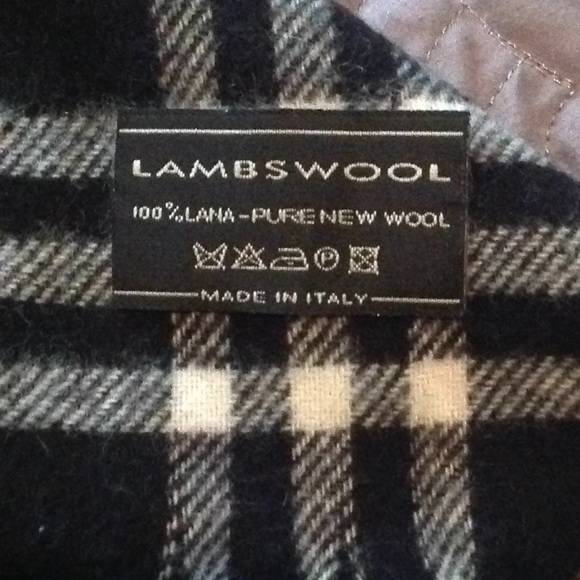 LAMBSWOOL
100%LANA-PURE NEW WOOL
P
MADE IN ITALY